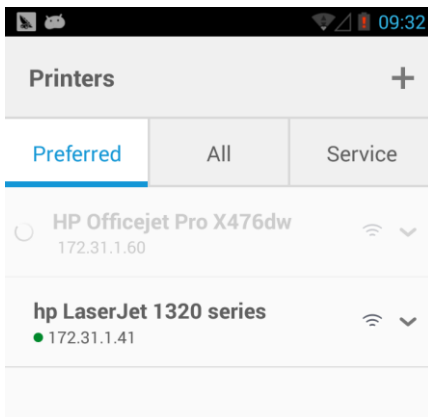 09:32
Printers
Preferred
All
Service
HP Officejet Pro X476dw
172.31.1.60
hp LaserJet 1320 series
172.31.1.41